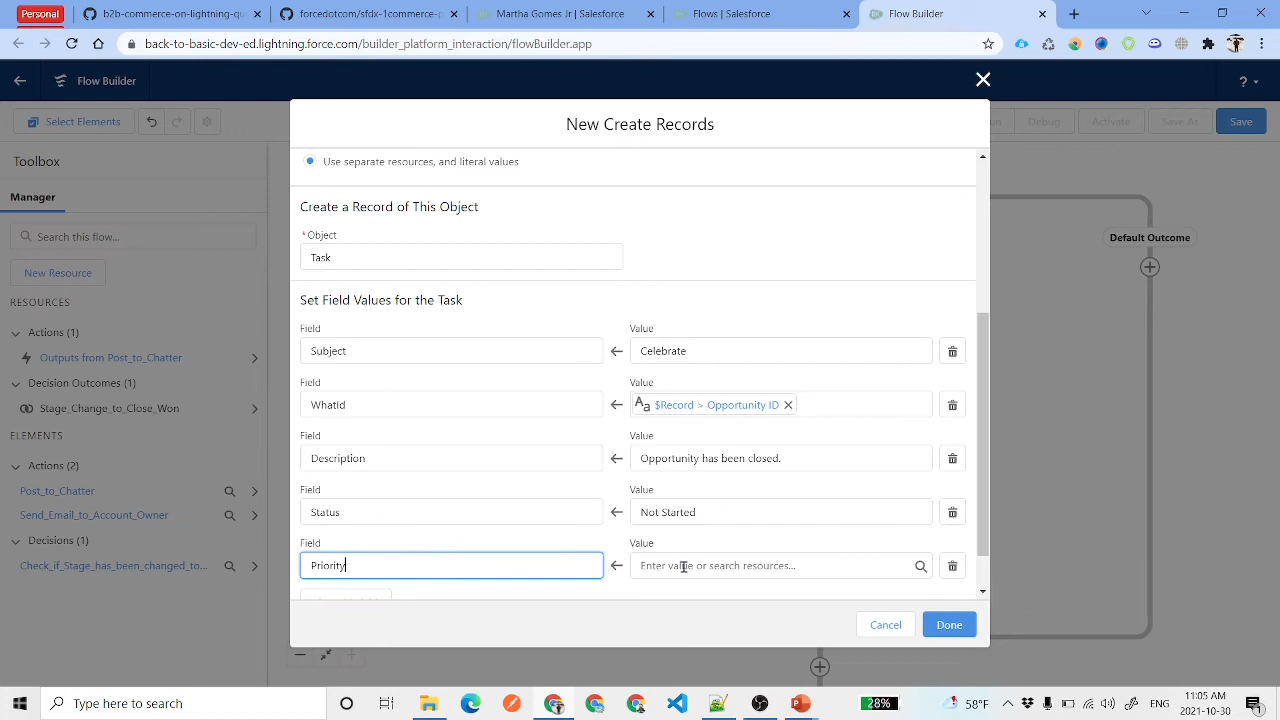 Personal
b2b-commerce-on-lightning-qu
forcedotcom/sfdx-1commerce-p
Martha Gomes Jr | Salesforce
Flows | Salesforce
Flow Builder
back-to-basic-dev-ed.lightning.force.com/builder_platform_interaction/flowBuilder.app
Flow Builder
?
Select Elements
Debug
Activate
Save As
Save
New Create Records
Toolbox
Manager
Search this flow...
New Resource
RESOURCES
Actions (1)
Outputs from Post_to_Chatter
Decision Outcomes (1)
Stage_Change_to_Close_Won
ELEMENTS
Actions (2)
Post_to_Chatter
Send_Email_to_Account_Owner
Decisions (1)
Check_if_Stage_has_been_changed_to...
Use separate resources, and literal values
Create a Record of This Object
* Object
Task
Set Field Values for the Task
Field
Value
Subject
Celebrate
Field
Value
WhatId
Aa $Record > Opportunity ID
Field
Value
Description
Opportunity has been closed.
Field
Value
Status
Not Started
Field
Value
Priority
Enter value or search resources...
Cancel
Done
Default Outcome
Type here to search
28%
58°F
11:05 AM
2021-10-30